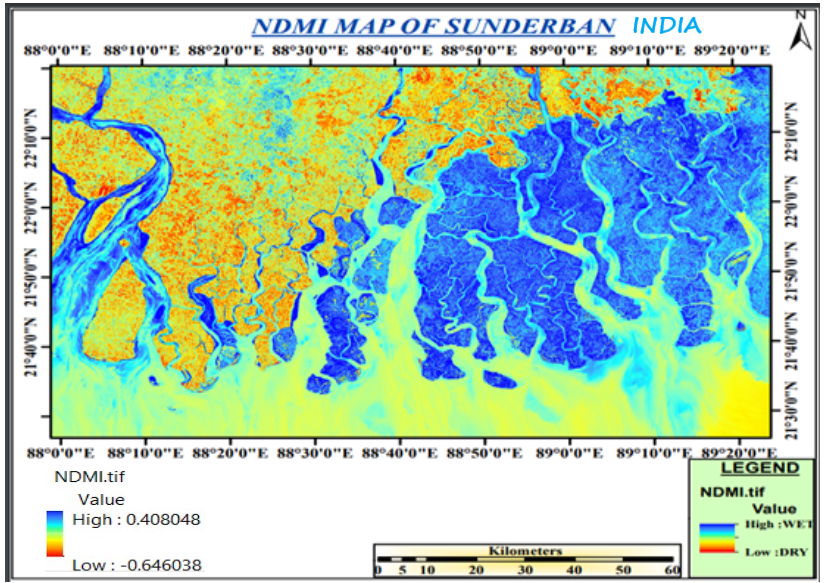 NDMI MAP OF SUNDERBAN INDIA
N
88°0'0"E 88°10'0"E 88°20'0"E 88°30'0"E 88°40'0"E 88°50'0"E 89°0'0"E 89°10'0"E 89°20'0"E
22°10'0"N 22°10'0"N
22°0'0"N 22°0'0"N
21°50'0"N 21°50'0"N
21°40'0"N 21°40'0"N
21°30'0"N
88°0'0"E 88°10'0"E 88°20'0"E 88°30'0"E 88°40'0"E 88°50'0"E 89°0'0"E 89°10'0"E 89°20'0"E
NDMI.tif
Value
High : 0.408048
Low : -0.646038
Kilometers
0 5 10 20 30 40 50 60
LEGEND
NDMI.tif
Value
High :WET
Low :DRY